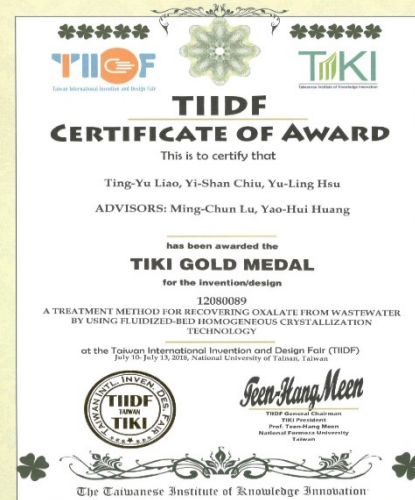 TIIDF
Taiwan International Invention and Design Fair
TIKI
Taiwanese Institute of Knowledge Innovation
TIIDF
CERTIFICATE OF AWARD
This is to certify that
Ting-Yu Liao, Yi-Shan Chiu, Yu-Ling Hsu
ADVISORS: Ming-Chun Lu, Yao-Hui Huang
has been awarded the
TIKI GOLD MEDAL
for the invention/design
12080089
A TREATMENT METHOD FOR RECOVERING OXALATE FROM WASTEWATER
BY USING FLUIDIZED-BED HOMOGENEOUS CRYSTALLIZATION
TECHNOLOGY
at the Taiwan International Invention and Design Fair (TIIDF)
July 10- July 13, 2018, National University of Tainan, Taiwan
TAIWAN INTL. INVEN. DES. FAIR
TIIDF
TAIWAN
TIKI
Teen-Hang Meen
TIIDF General Chairman
TIKI President
Prof. Teen-Hang Meen
National Formosa University
Taiwan
The Taiwanese Institute of Knowledge Innovation